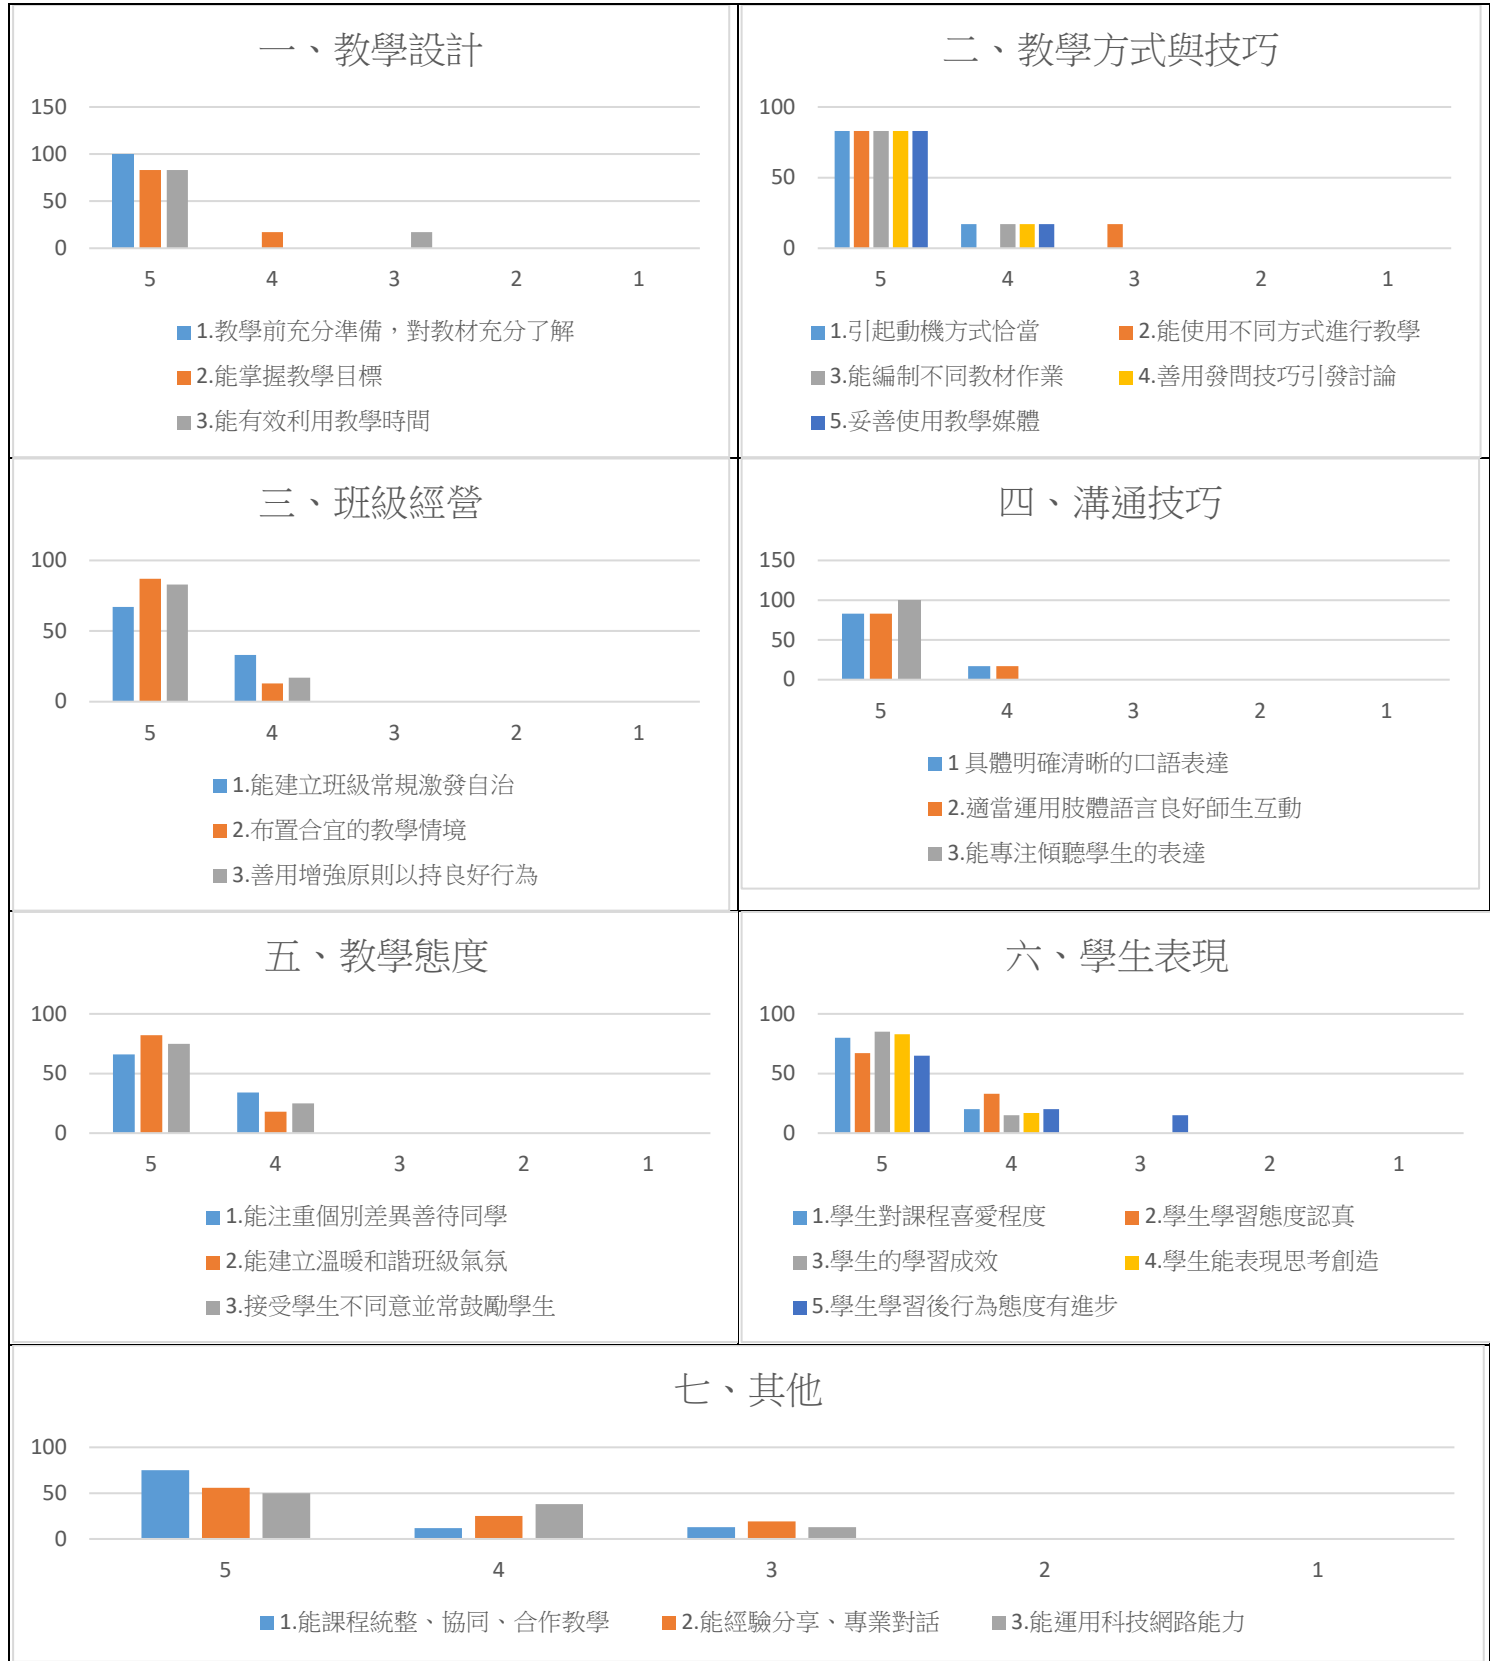 一、教學設計
150
100
50
0
5 4 3 2 1
1.教學前充分準備，對教材充分了解
2.能掌握教學目標
3.能有效利用教學時間
二、教學方式與技巧
100
50
0
5 4 3 2 1
1.引起動機方式恰當 2.能使用不同方式進行教學
3.能編制不同教材作業 4.善用發問技巧引發討論
5.妥善使用教學媒體
三、班級經營
100
50
0
5 4 3 2 1
1.能建立班級常規激發自治
2.布置合宜的教學情境
3.善用增強原則以持良好行為
四、溝通技巧
150
100
50
0
5 4 3 2 1
1 具體明確清晰的口語表達
2.適當運用肢體語言良好師生互動
3.能專注傾聽學生的表達
五、教學態度
100
50
0
5 4 3 2 1
1.能注重個別差異善待同學
2.能建立溫暖和諧班級氣氛
3.接受學生不同意並常鼓勵學生
六、學生表現
100
50
0
5 4 3 2 1
1.學生對課程喜愛程度 2.學生學習態度認真
3.學生的學習成效 4.學生能表現思考創造
5.學生學習後行為態度有進步
七、其他
100
50
0
5 4 3 2 1
1.能課程統整、協同、合作教學 2.能經驗分享、專業對話 3.能運用科技網路能力